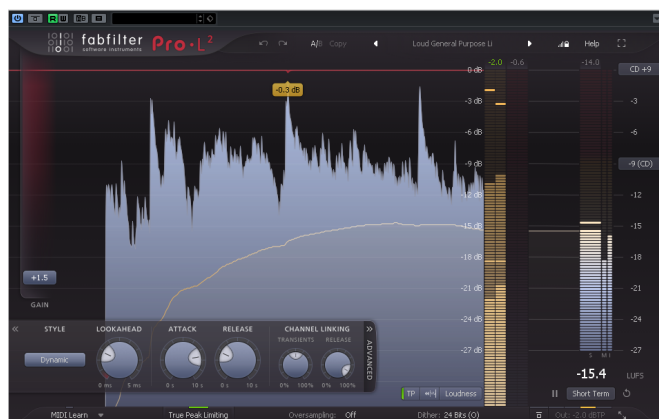 R W
fabfilter
software instruments
Pro·L²
A/B Copy
Loud General Purpose Li
Help
-2.0 -0.6 -14.0
0 dB
-3 dB
-6 dB
-9 dB
-12 dB
-15 dB
-18 dB
-21 dB
-24 dB
-27 dB
CD +9
-3
-6
-9 (CD)
-12
-15
-18
-21
-24
-27
-0.3 dB
+1.5
GAIN
STYLE LOOKAHEAD ATTACK RELEASE CHANNEL LINKING
TRANSIENTS RELEASE
Dynamic
0 ms 5 ms 0 s 10 s 0 s 10 s 0% 100% 0% 100%
ADVANCED
S M I
-15.4 LUFS
TP Loudness Short Term
MIDI Learn True Peak Limiting Oversampling: Off Dither: 24 Bits (O) Out: -2.0 dBTP